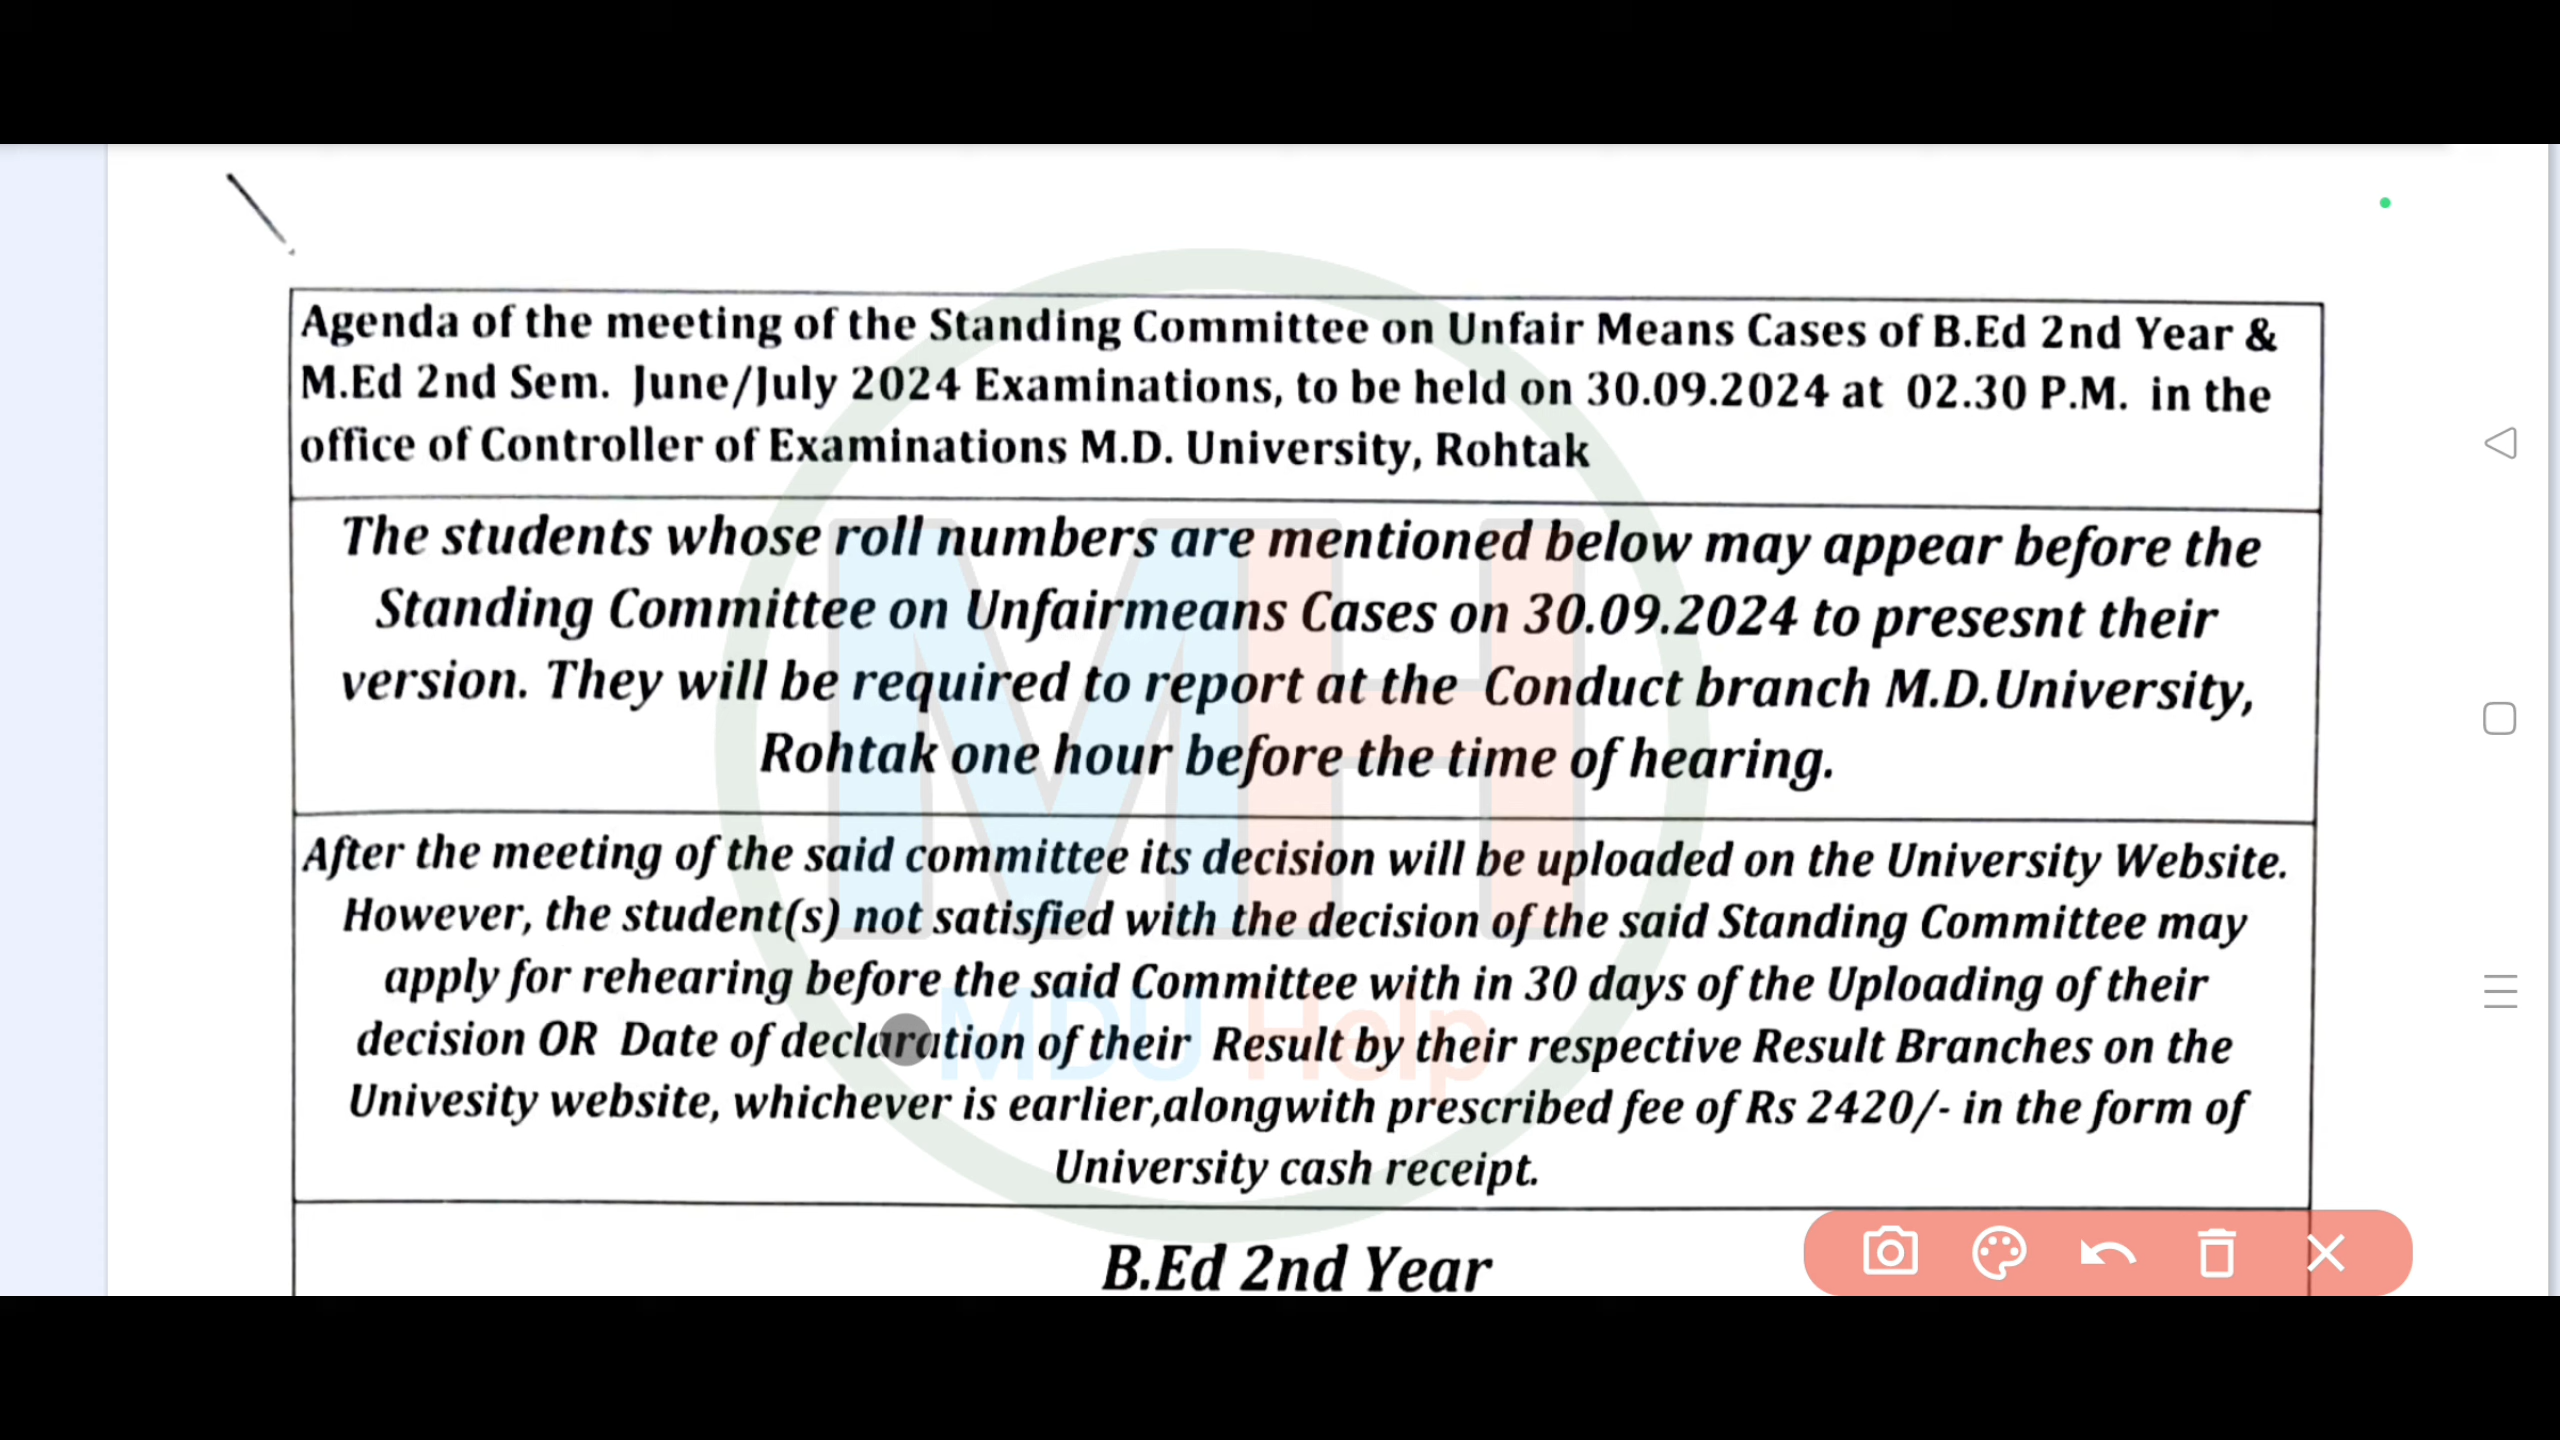 Agenda of the meeting of the Standing Committee on Unfair Means Cases of B.Ed 2nd Year &
M.Ed 2nd Sem. June/July 2024 Examinations, to be held on 30.09.2024 at 02.30 P.M. in the
office of Controller of Examinations M.D. University, Rohtak
The students whose roll numbers are mentioned below may appear before the
Standing Committee on Unfairmeans Cases on 30.09.2024 to presesnt their
version. They will be required to report at the Conduct branch M.D.University,
Rohtak one hour before the time of hearing.
After the meeting of the said committee its decision will be uploaded on the University Website.
However, the student(s) not satisfied with the decision of the said Standing Committee may
apply for rehearing before the said Committee with in 30 days of the Uploading of their
decision OR Date of declaration of their Result by their respective Result Branches on the
Univesity website, whichever is earlier,alongwith prescribed fee of Rs 2420/- in the form of
University cash receipt.
B.Ed 2nd Year
MH
MDU Help